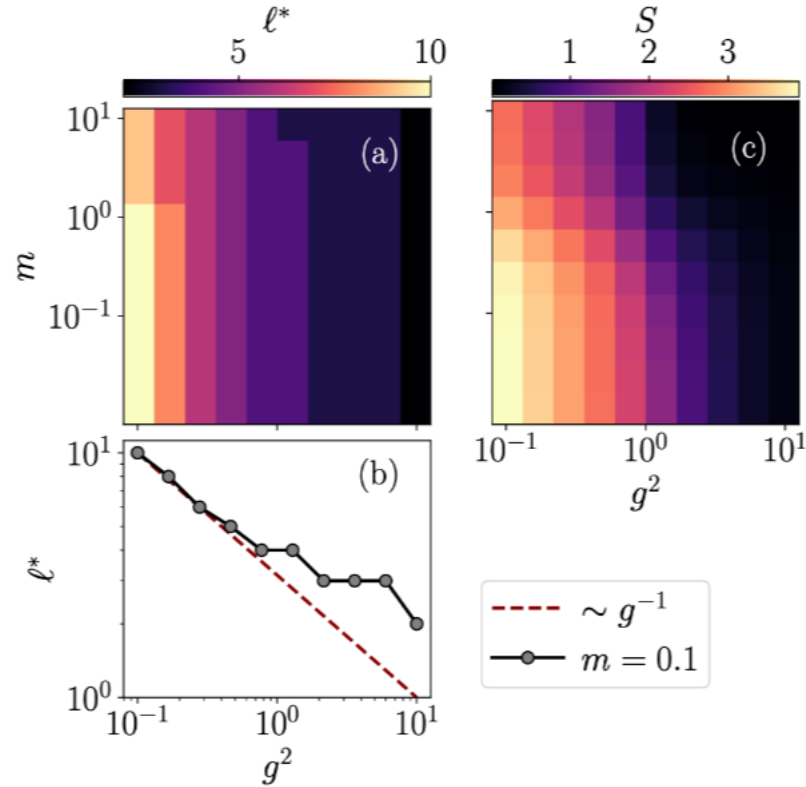 ℓ* S
5 10 1 2 3
10¹ (a) (c)
10⁰
m
10⁻¹
10¹ (b) 10⁻¹ 10⁰ 10¹
g²
ℓ*
∼ g⁻¹
m = 0.1
10⁰
10⁻¹ 10⁰ 10¹
g²